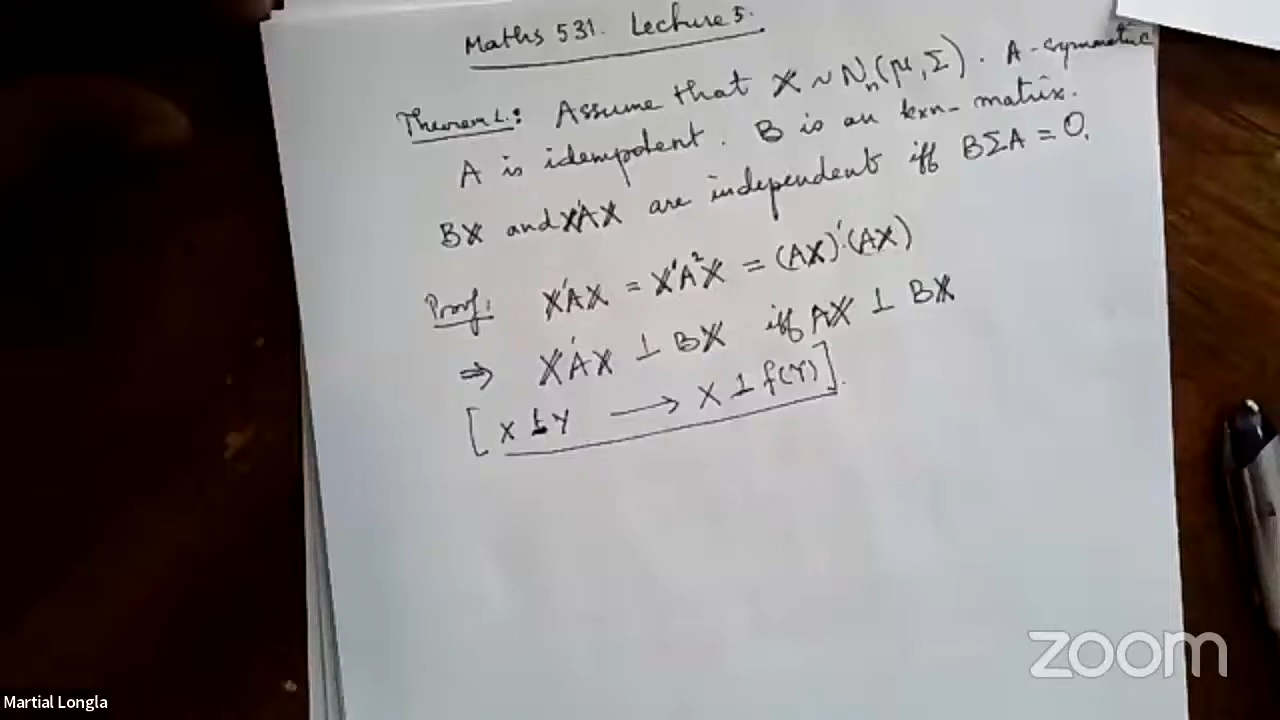 Maths 531. Lecture 5.
Theorem 1: Assume that X ~ Nₙ(μ, Σ). A-symmetric
A is idempotent. B is an k×n- matrix.
BX and X'AX are independent iff BΣA = 0.
Proof: X'AX = X'A²X = (AX)'(AX)
⇒ X'AX ⊥ BX iff AX ⊥ BX
[X ⊥ Y → X ⊥ f(Y)].
zoom
Martial Longla